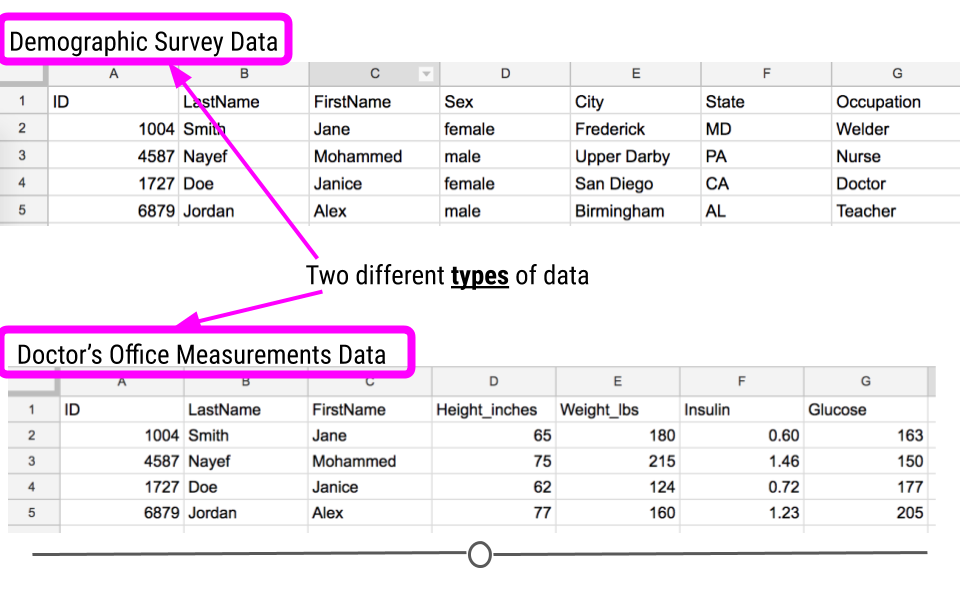 Demographic Survey Data
A B C D E F G
1 ID LastName FirstName Sex City State Occupation
2 1004 Smith Jane female Frederick MD Welder
3 4587 Nayef Mohammed male Upper Darby PA Nurse
4 1727 Doe Janice female San Diego CA Doctor
5 6879 Jordan Alex male Birmingham AL Teacher
Two different types of data
Doctor’s Office Measurements Data
A B C D E F G
1 ID LastName FirstName Height_inches Weight_lbs Insulin Glucose
2 1004 Smith Jane 65 180 0.60 163
3 4587 Nayef Mohammed 75 215 1.46 150
4 1727 Doe Janice 62 124 0.72 177
5 6879 Jordan Alex 77 160 1.23 205